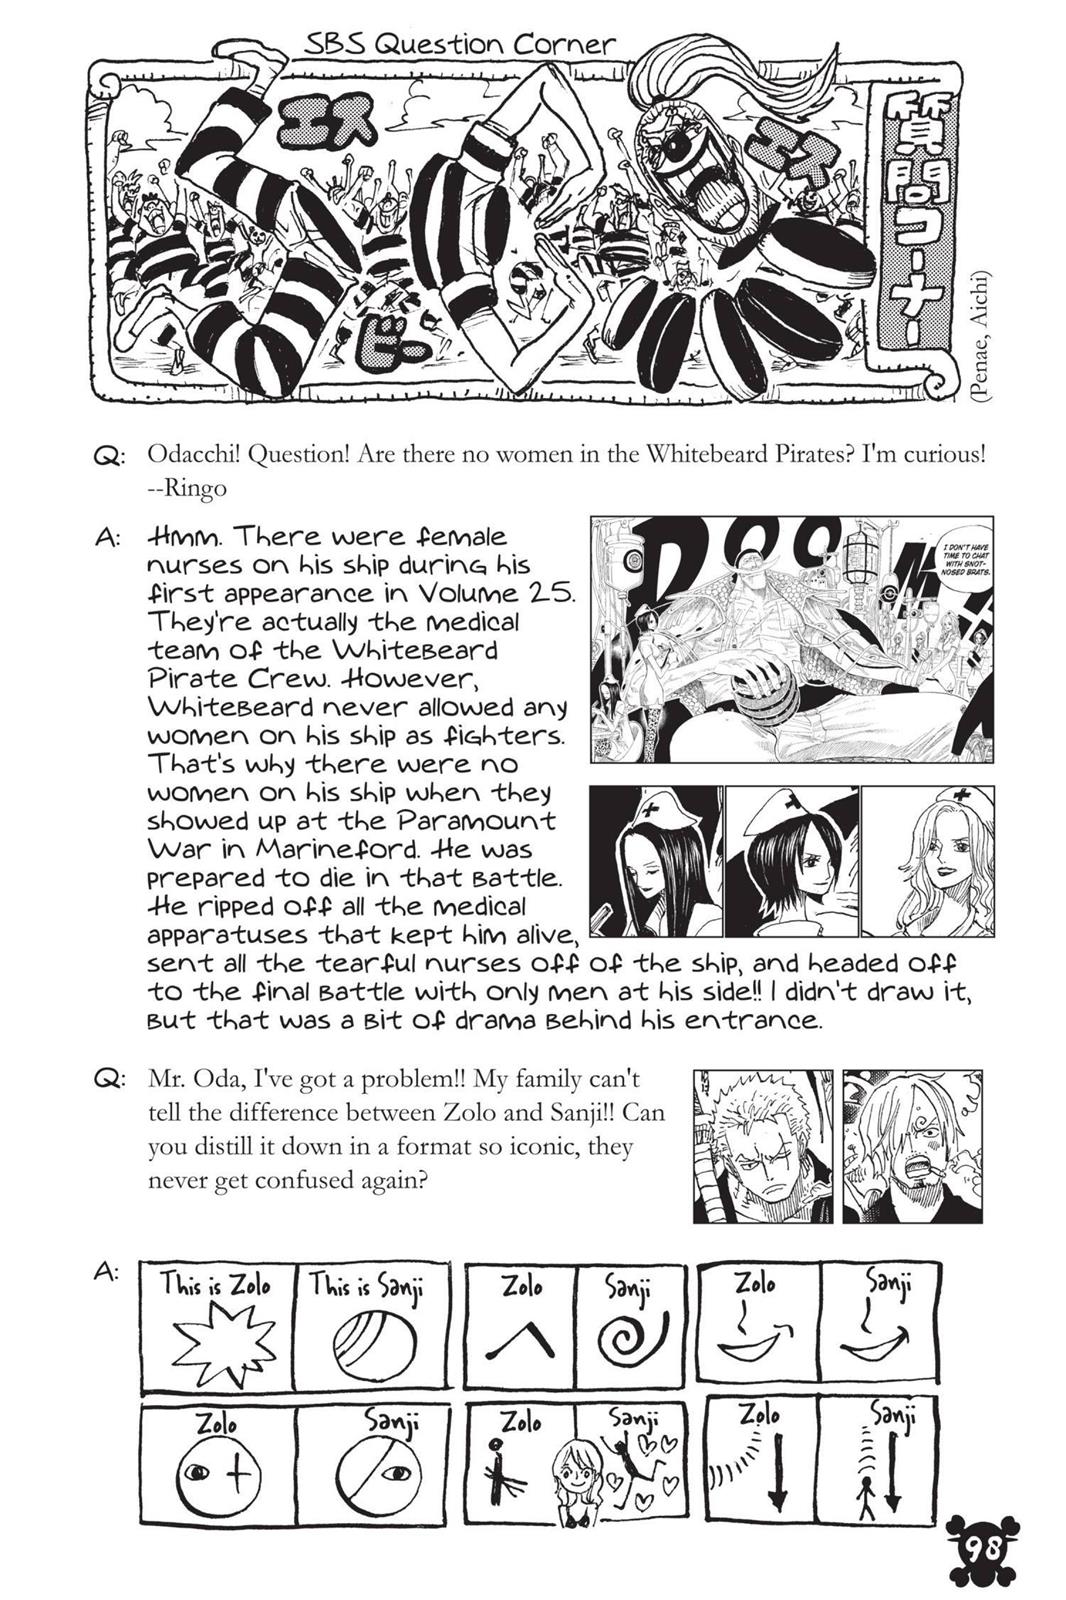 SBS Question Corner
エス
エス
ビー
質問コーナー
(Penae, Aichi)
Q: Odacchi! Question! Are there no women in the Whitebeard Pirates? I'm curious!
--Ringo
A: Hmm. There were female
nurses on his ship during his
first appearance in Volume 25.
They're actually the medical
team of the Whitebeard
Pirate Crew. However,
Whitebeard never allowed any
women on his ship as fighters.
That's why there were no
women on his ship when they
showed up at the Paramount
War in Marineford. He was
prepared to die in that battle.
He ripped off all the medical
apparatuses that kept him alive,
sent all the tearful nurses off of the ship, and headed off
to the final battle with only men at his side!! I didn't draw it,
but that was a bit of drama behind his entrance.
DOOM
I DON'T HAVE
TIME TO CHAT
WITH SNOT-
NOSED BRATS.
Q: Mr. Oda, I've got a problem!! My family can't
tell the difference between Zolo and Sanji!! Can
you distill it down in a format so iconic, they
never get confused again?
A:
This is Zolo
This is Sanji
Zolo
Sanji
Zolo
Sanji
Zolo
Sanji
Zolo
Sanji
Zolo
Sanji
98